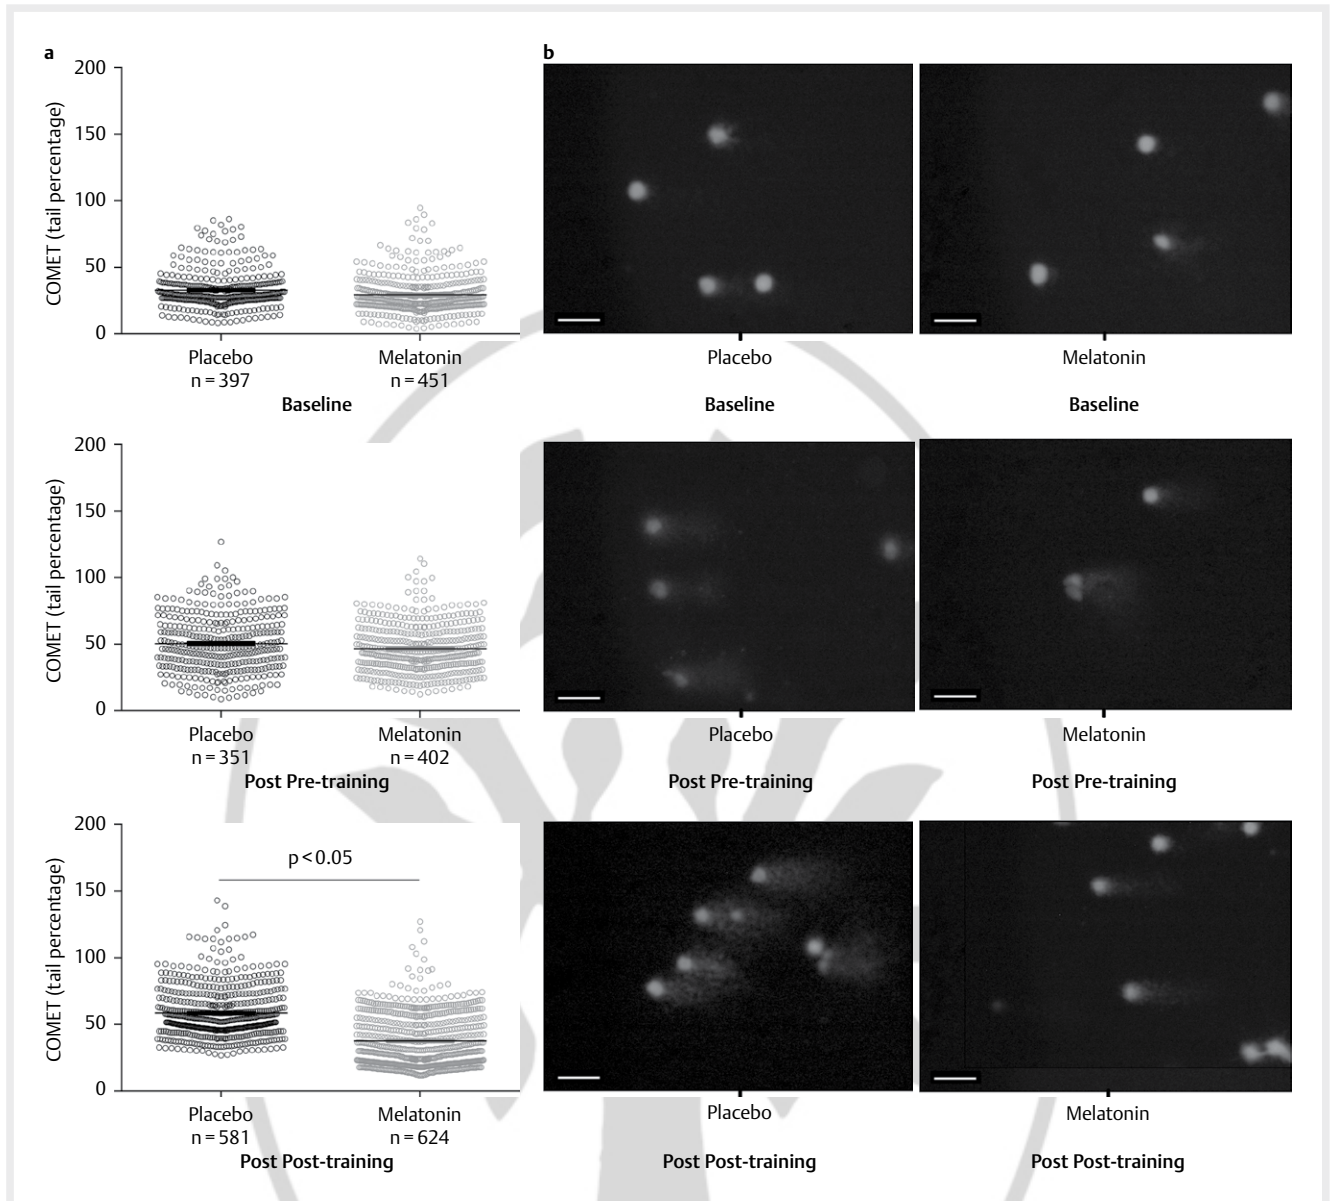 a
b
200
150
100
50
0
COMET (tail percentage)
Placebo
n = 397
Melatonin
n = 451
Baseline
Placebo
Baseline
Melatonin
Baseline
200
150
100
50
0
COMET (tail percentage)
Placebo
n = 351
Melatonin
n = 402
Post Pre-training
Placebo
Post Pre-training
Melatonin
Post Pre-training
200
150
100
50
0
COMET (tail percentage)
p < 0.05
Placebo
n = 581
Melatonin
n = 624
Post Post-training
Placebo
Post Post-training
Melatonin
Post Post-training